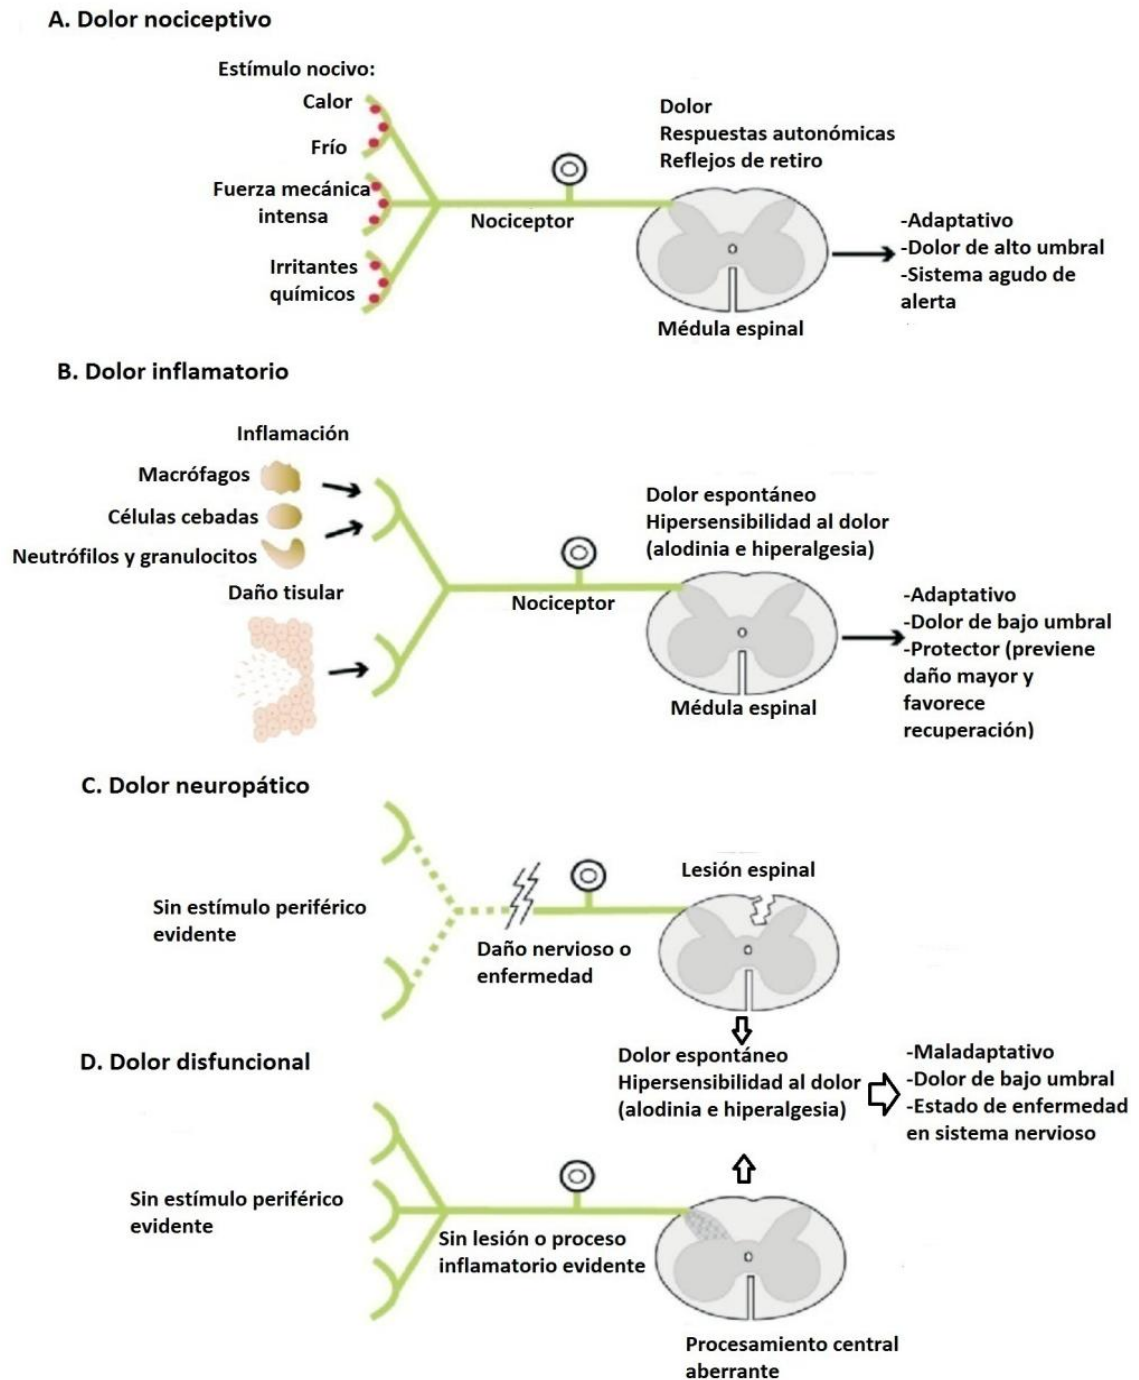 A. Dolor nociceptivo
Estímulo nocivo:
Calor
Frío
Fuerza mecánica
intensa
Irritantes
químicos
Nociceptor
Dolor
Respuestas autonómicas
Reflejos de retiro
Médula espinal
-Adaptativo
-Dolor de alto umbral
-Sistema agudo de
alerta
B. Dolor inflamatorio
Inflamación
Macrófagos
Células cebadas
Neutrófilos y granulocitos
Daño tisular
Nociceptor
Dolor espontáneo
Hipersensibilidad al dolor
(alodinia e hiperalgesia)
Médula espinal
-Adaptativo
-Dolor de bajo umbral
-Protector (previene
daño mayor y
favorece
recuperación)
C. Dolor neuropático
Sin estímulo periférico
evidente
Daño nervioso o
enfermedad
Lesión espinal
Dolor espontáneo
Hipersensibilidad al dolor
(alodinia e hiperalgesia)
-Maladaptativo
-Dolor de bajo umbral
-Estado de enfermedad
en sistema nervioso
D. Dolor disfuncional
Sin estímulo periférico
evidente
Sin lesión o proceso
inflamatorio evidente
Procesamiento central
aberrante